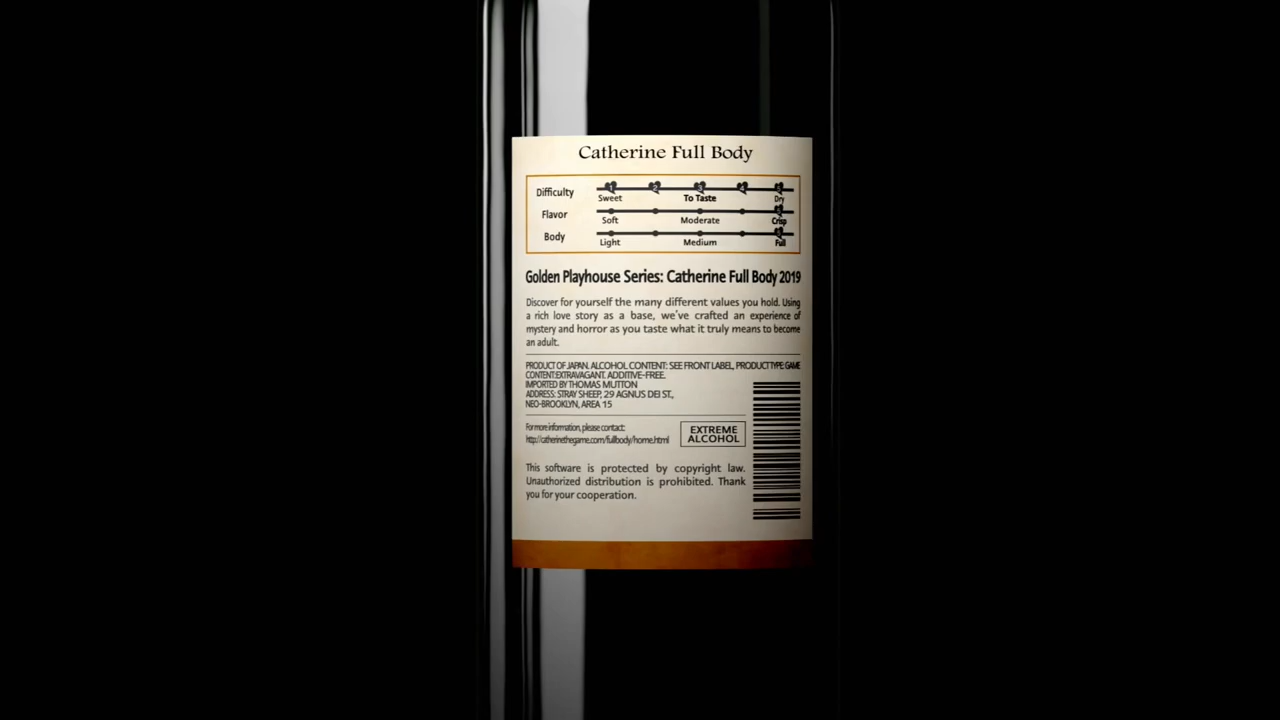 Catherine Full Body
Difficulty
Sweet To Taste Dry
Flavor
Soft Moderate Crisp
Body
Light Medium Full
Golden Playhouse Series: Catherine Full Body 2019
Discover for yourself the many different values you hold. Using
a rich love story as a base, we've crafted an experience of
mystery and horror as you taste what it truly means to become
an adult.
PRODUCT OF JAPAN. ALCOHOL CONTENT: SEE FRONT LABEL, PRODUCT TYPE: GAME
CONTENT:EXTRAVAGANT. ADDITIVE-FREE.
IMPORTED BY THOMAS MUTTON
ADDRESS: STRAY SHEEP, 29 AGNUS DEI ST.,
NEO-BROOKLYN, AREA 15
For more information, please contact:
http://catherinethegame.com/fullbody/home.html
EXTREME
ALCOHOL
This software is protected by copyright law.
Unauthorized distribution is prohibited. Thank
you for your cooperation.